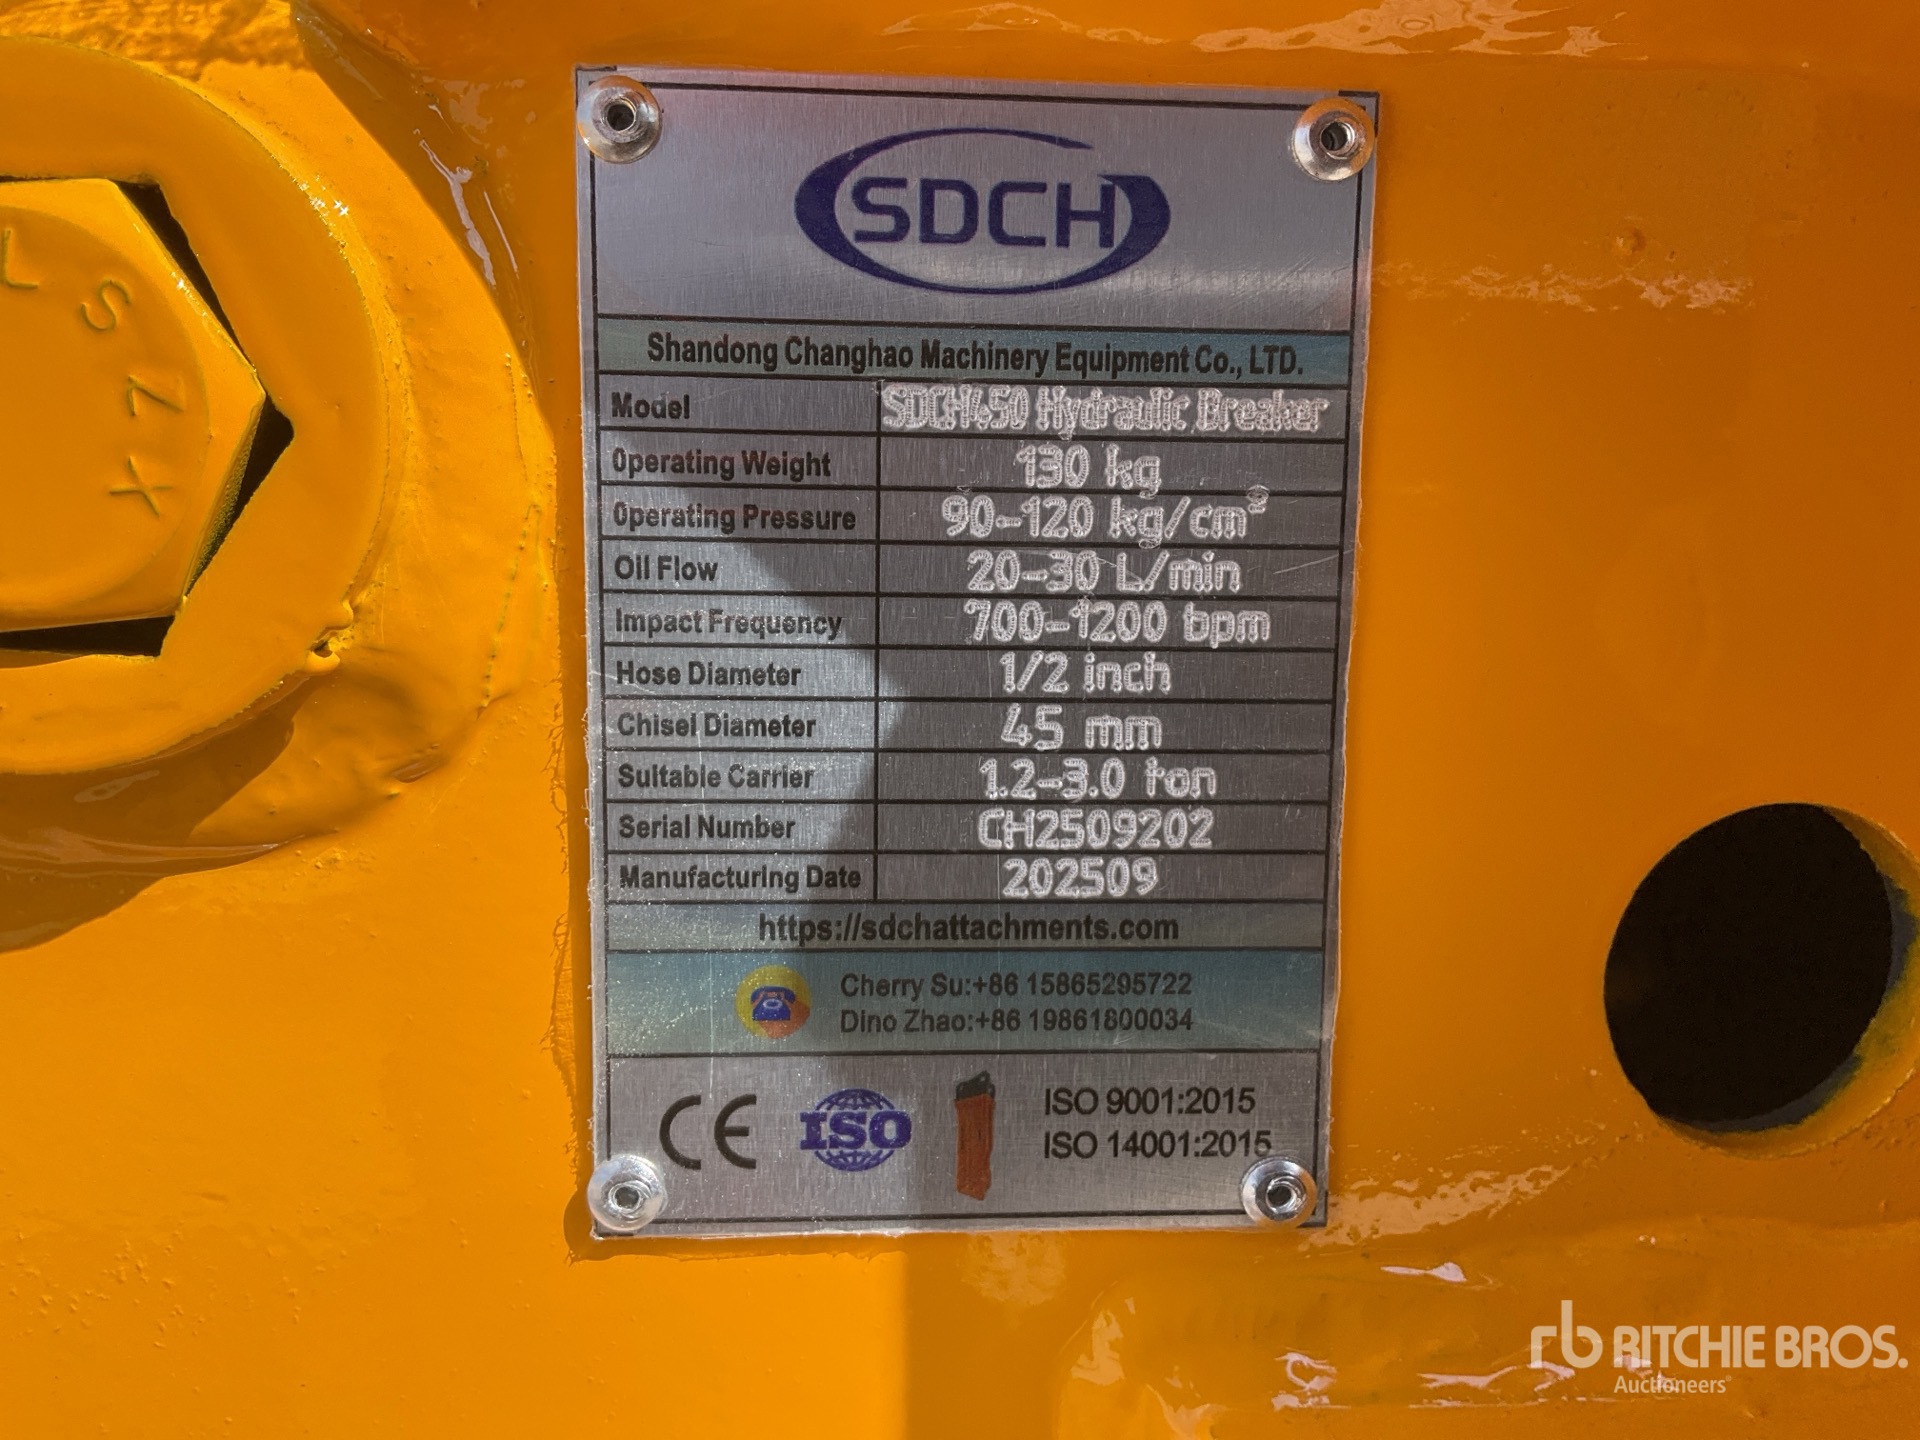 L S Z X
SDCH
Shandong Changhao Machinery Equipment Co., LTD.
Model SDCH450 Hydraulic Breaker
Operating Weight 130 kg
Operating Pressure 90-120 kg/cm²
Oil Flow 20-30 L/min
Impact Frequency 700-1200 bpm
Hose Diameter 1/2 inch
Chisel Diameter 45 mm
Suitable Carrier 1.2-3.0 ton
Serial Number CH2509202
Manufacturing Date 202509
https://sdchattachments.com
Cherry Su:+86 15865295722
Dino Zhao:+86 19861800034
CE ISO
ISO 9001:2015
ISO 14001:2015
rb RITCHIE BROS.
Auctioneers